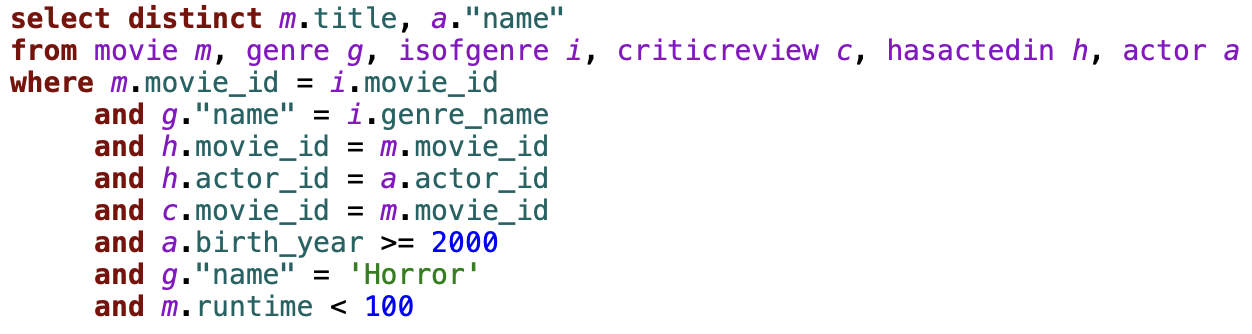 select distinct m.title, a."name"
from movie m, genre g, isofgenre i, criticreview c, hasactedin h, actor a
where m.movie_id = i.movie_id
and g."name" = i.genre_name
and h.movie_id = m.movie_id
and h.actor_id = a.actor_id
and c.movie_id = m.movie_id
and a.birth_year >= 2000
and g."name" = 'Horror'
and m.runtime < 100